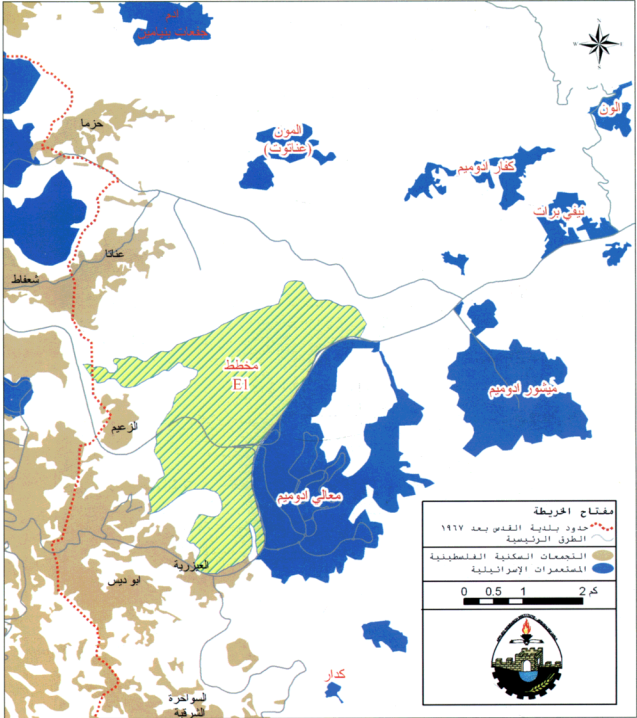 آدم
جفعات بنيامين
N
E
S
W
الون
حزما
المون
(عناتوت)
كفار ادوميم
نيفي برات
عناتا
شعفاط
مخطط
E1
ميشور ادوميم
الزعيم
معالي ادوميم
العيزرية
ابو ديس
كدار
السواحرة
الشرقية
مفتاح الخريطة
حدود بلدية القدس بعد ١٩٦٧
الطرق الرئيسية
التجمعات السكنية الفلسطينية
المستعمرات الإسرائيلية
0 0.5 1 2 كم